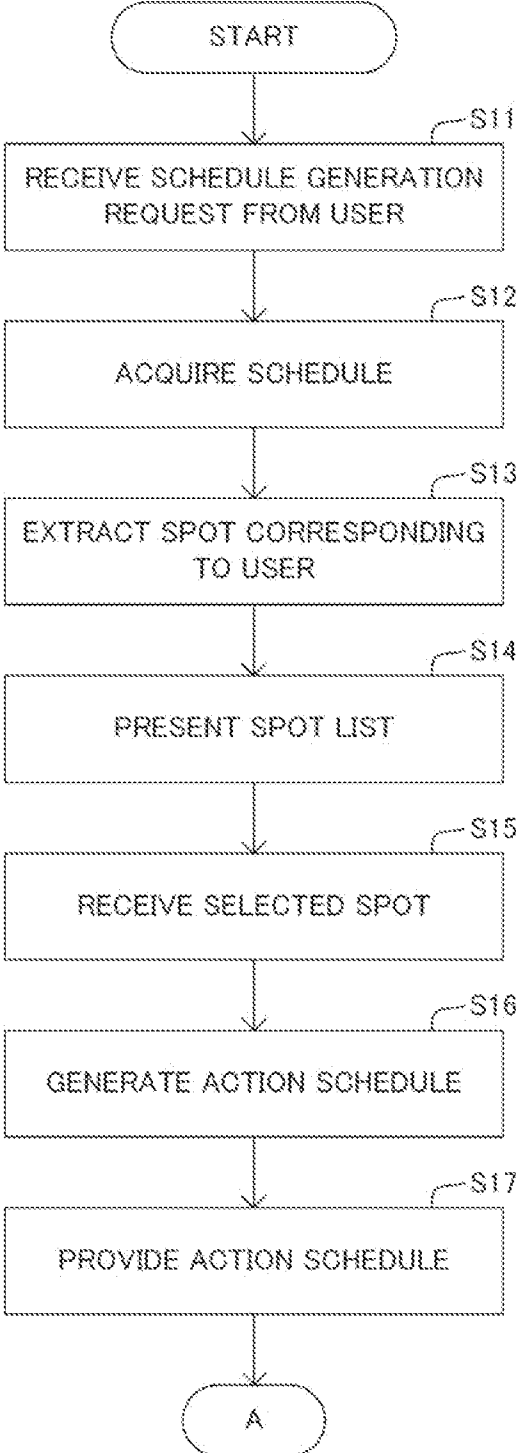 START
S11
RECEIVE SCHEDULE GENERATION
REQUEST FROM USER
S12
ACQUIRE SCHEDULE
S13
EXTRACT SPOT CORRESPONDING
TO USER
S14
PRESENT SPOT LIST
S15
RECEIVE SELECTED SPOT
S16
GENERATE ACTION SCHEDULE
S17
PROVIDE ACTION SCHEDULE
A